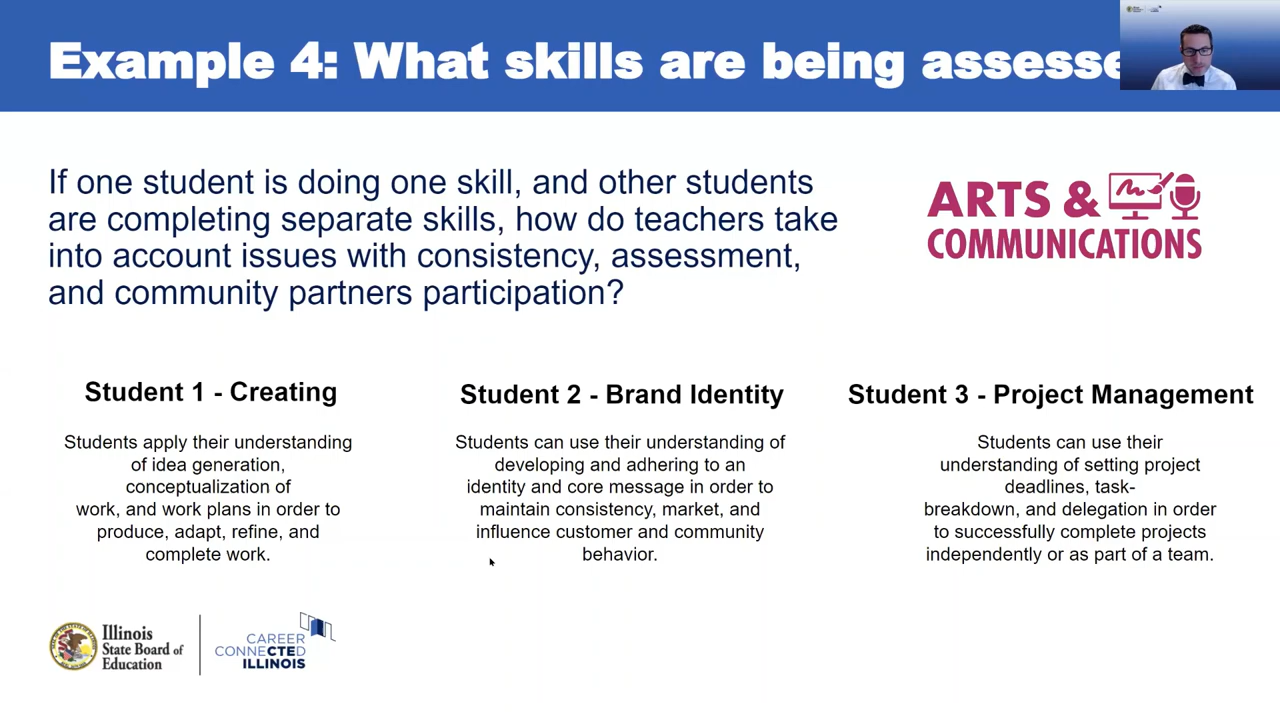 Example 4: What skills are being assesse
If one student is doing one skill, and other students
are completing separate skills, how do teachers take
into account issues with consistency, assessment,
and community partners participation?
ARTS &
COMMUNICATIONS
Student 1 - Creating
Students apply their understanding
of idea generation,
conceptualization of
work, and work plans in order to
produce, adapt, refine, and
complete work.
Student 2 - Brand Identity
Students can use their understanding of
developing and adhering to an
identity and core message in order to
maintain consistency, market, and
influence customer and community
behavior.
Student 3 - Project Management
Students can use their
understanding of setting project
deadlines, task-
breakdown, and delegation in order
to successfully complete projects
independently or as part of a team.
Illinois
State Board of
Education
CAREER
CONNECTED
ILLINOIS